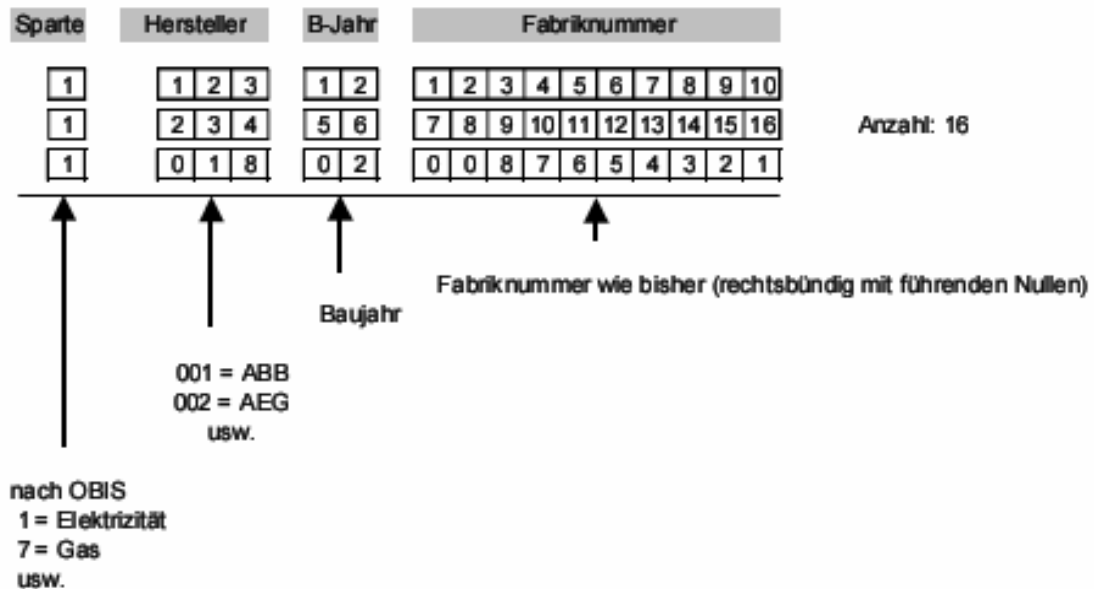 Sparte Hersteller B-Jahr Fabriknummer
1 1 2 3 1 2 1 2 3 4 5 6 7 8 9 10
1 2 3 4 5 6 7 8 9 10 11 12 13 14 15 16 Anzahl: 16
1 0 1 8 0 2 0 0 8 7 6 5 4 3 2 1
Fabriknummer wie bisher (rechtsbündig mit führenden Nullen)
Baujahr
001 = ABB
002 = AEG
usw.
nach OBIS
1 = Elektrizität
7 = Gas
usw.